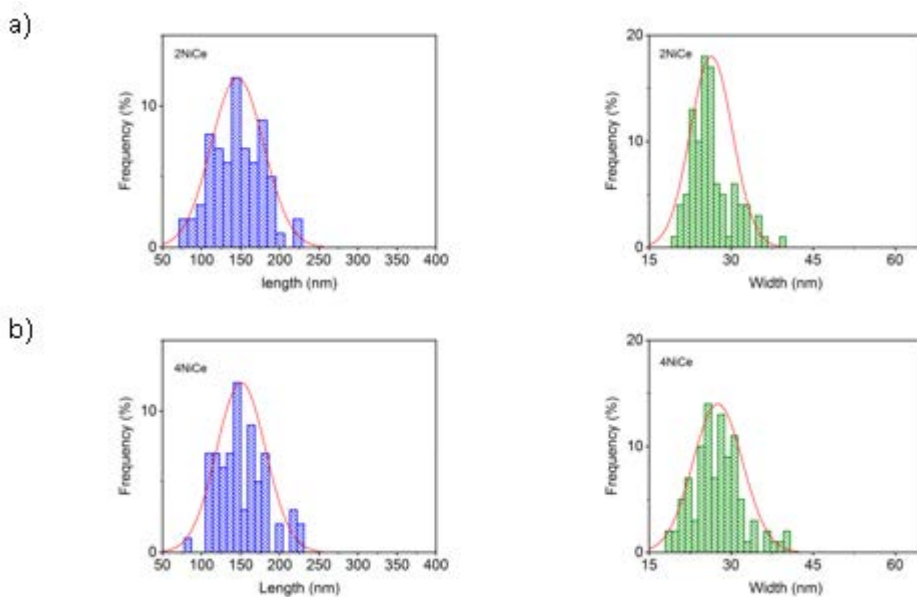 a)
2NiCe
Frequency (%)
10
0
50 100 150 200 250 300 350 400
length (nm)
2NiCe
Frequency (%)
20
10
0
15 30 45 60
Width (nm)
b)
4NiCe
Frequency (%)
10
0
50 100 150 200 250 300 350 400
Length (nm)
4NiCe
Frequency (%)
20
10
0
15 30 45 60
Width (nm)